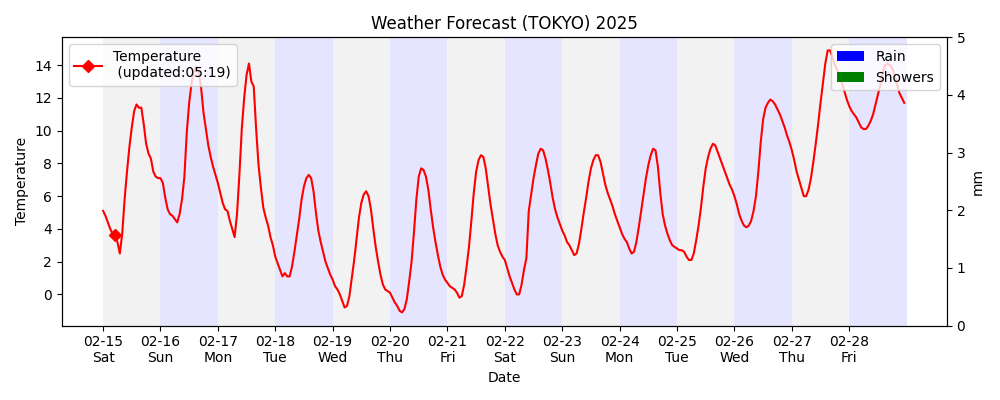 Weather Forecast (TOKYO) 2025
Temperature
(updated:05:19)
Rain
Showers
Temperature
14
12
10
8
6
4
2
0
5
4
3
2
1
0
mm
02-15 02-16 02-17 02-18 02-19 02-20 02-21 02-22 02-23 02-24 02-25 02-26 02-27 02-28
Sat Sun Mon Tue Wed Thu Fri Sat Sun Mon Tue Wed Thu Fri
Date